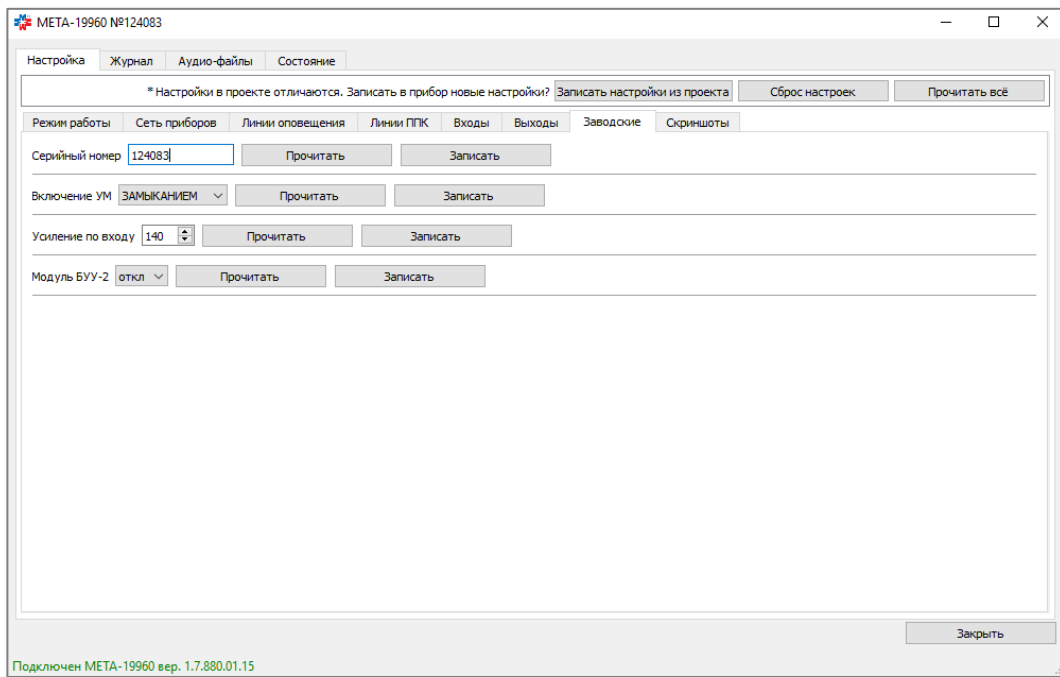 МЕТА-19960 №124083
Настройка Журнал Аудио-файлы Состояние
*Настройки в проекте отличаются. Записать в прибор новые настройки? Записать настройки из проекта Сброс настроек Прочитать всё
Режим работы Сеть приборов Линии оповещения Линии ППК Входы Выходы Заводские Скриншоты
Серийный номер 124083 Прочитать Записать
Включение УМ ЗАМЫКАНИЕМ Прочитать Записать
Усиление по входу 140 Прочитать Записать
Модуль БУУ-2 откл Прочитать Записать
Закрыть
Подключен МЕТА-19960 вер. 1.7.880.01.15